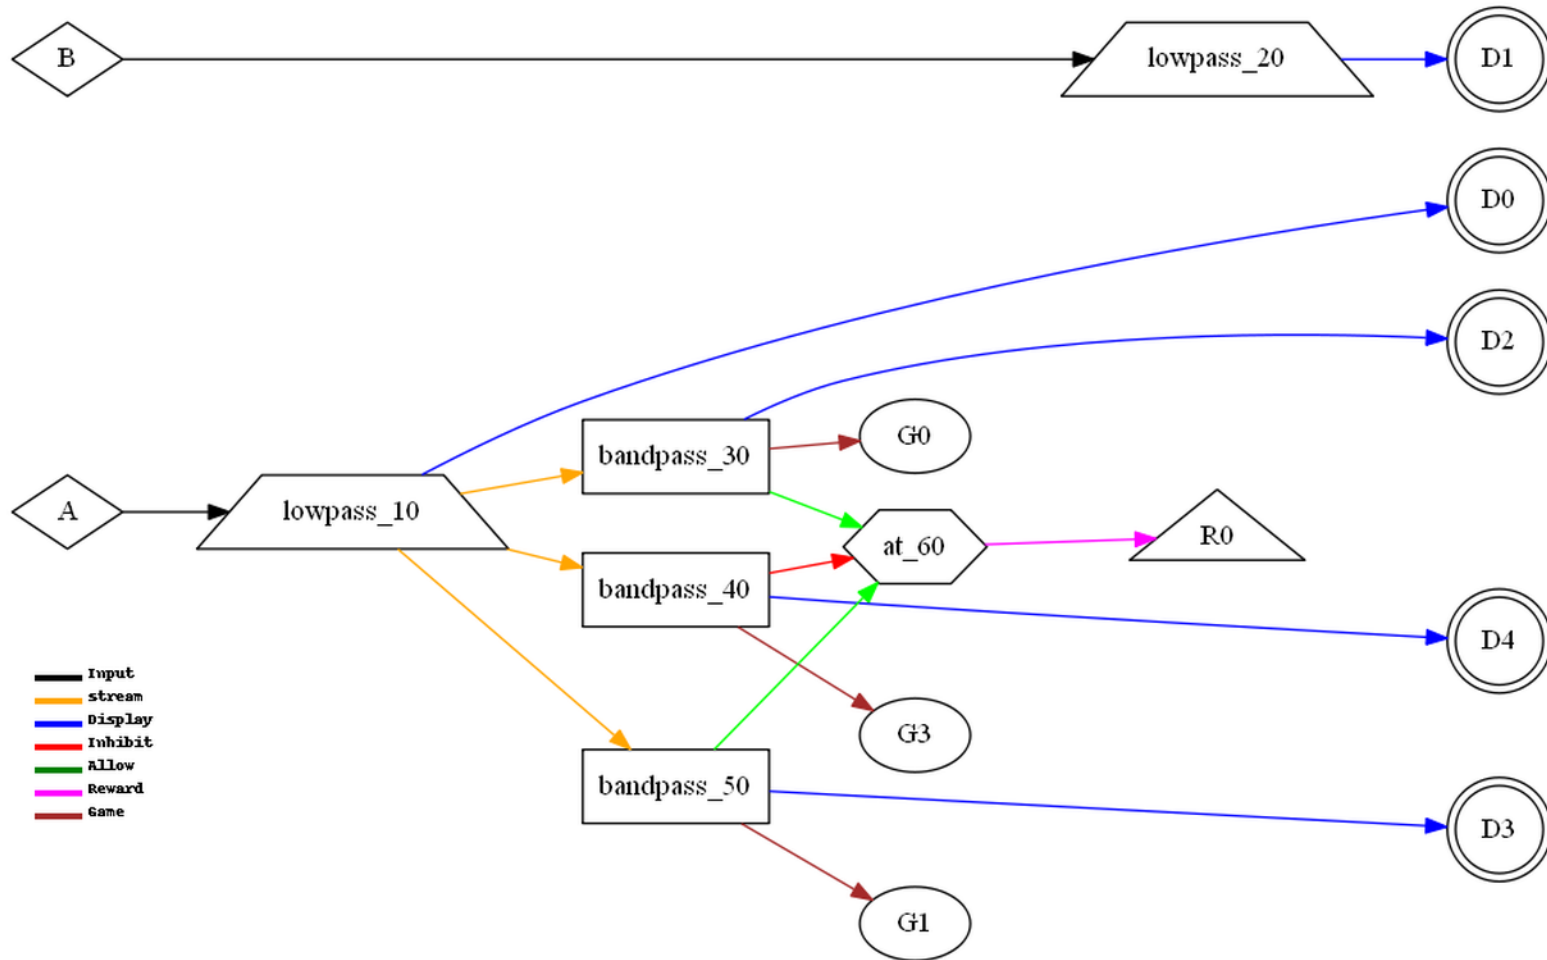 B
lowpass_20
D1
D0
D2
G0
bandpass_30
A
lowpass_10
at_60
R0
bandpass_40
D4
Input
stream
Display
Inhibit
Allow
Reward
Game
G3
bandpass_50
D3
G1